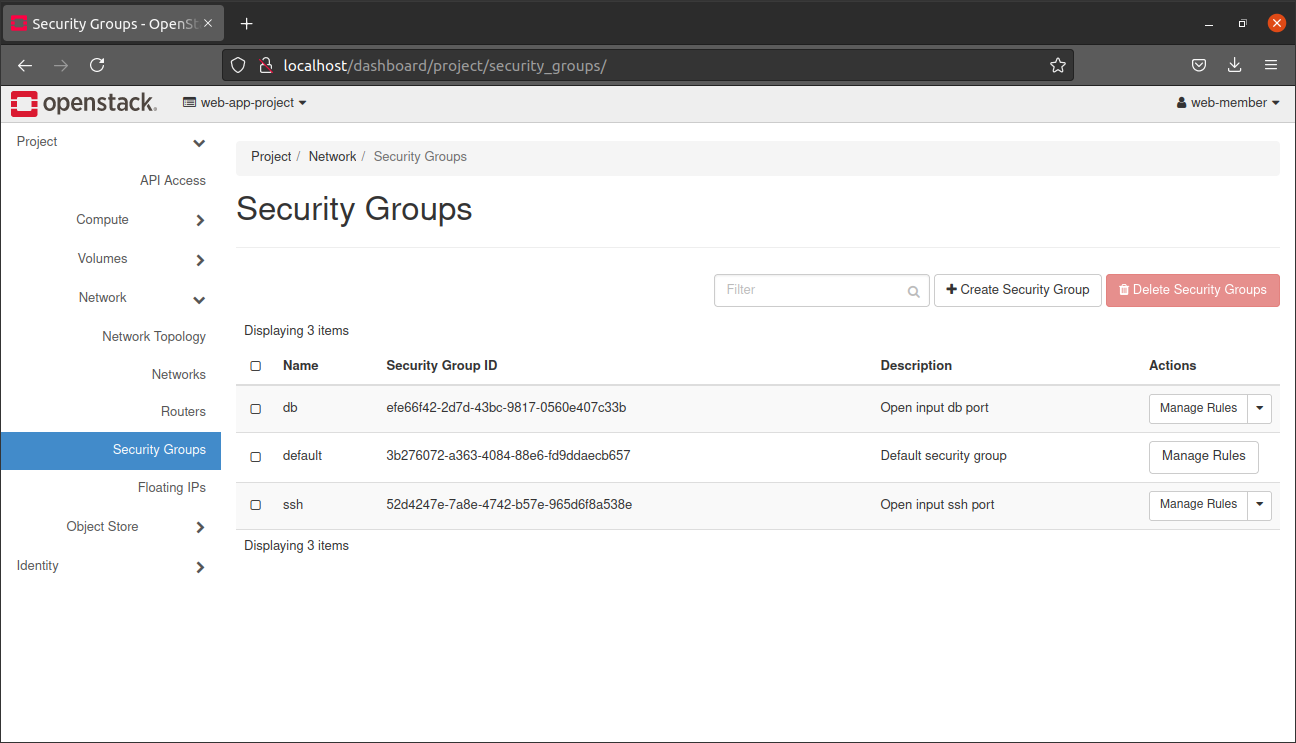 Security Groups - OpenSt
localhost/dashboard/project/security_groups/
openstack. web-app-project web-member
Project
API Access
Compute
Volumes
Network
Network Topology
Networks
Routers
Security Groups
Floating IPs
Object Store
Identity
Project / Network / Security Groups
Security Groups
Filter Create Security Group Delete Security Groups
Displaying 3 items
Name Security Group ID Description Actions
db efe66f42-2d7d-43bc-9817-0560e407c33b Open input db port Manage Rules
default 3b276072-a363-4084-88e6-fd9ddaecb657 Default security group Manage Rules
ssh 52d4247e-7a8e-4742-b57e-965d6f8a538e Open input ssh port Manage Rules
Displaying 3 items